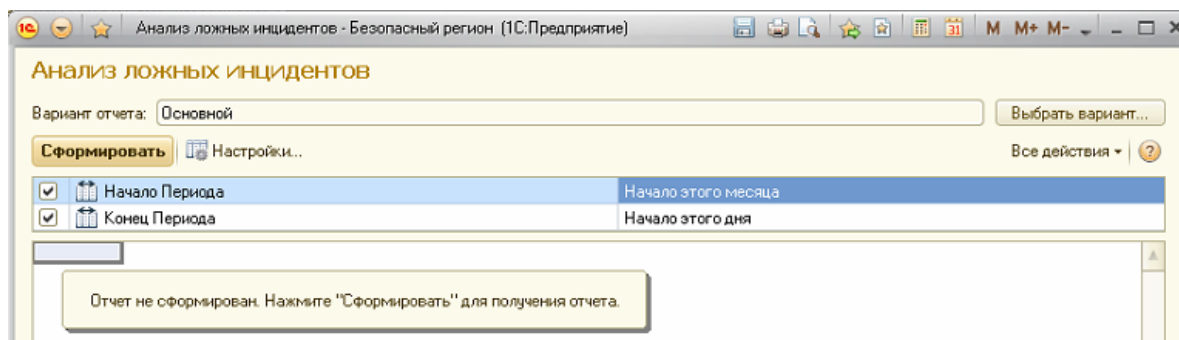 Анализ ложных инцидентов - Безопасный регион (1С:Предприятие)
M M+ M-
Анализ ложных инцидентов
Вариант отчета: Основной Выбрать вариант...
Сформировать Настройки... Все действия ?
Начало Периода Начало этого месяца
Конец Периода Начало этого дня
Отчет не сформирован. Нажмите "Сформировать" для получения отчета.